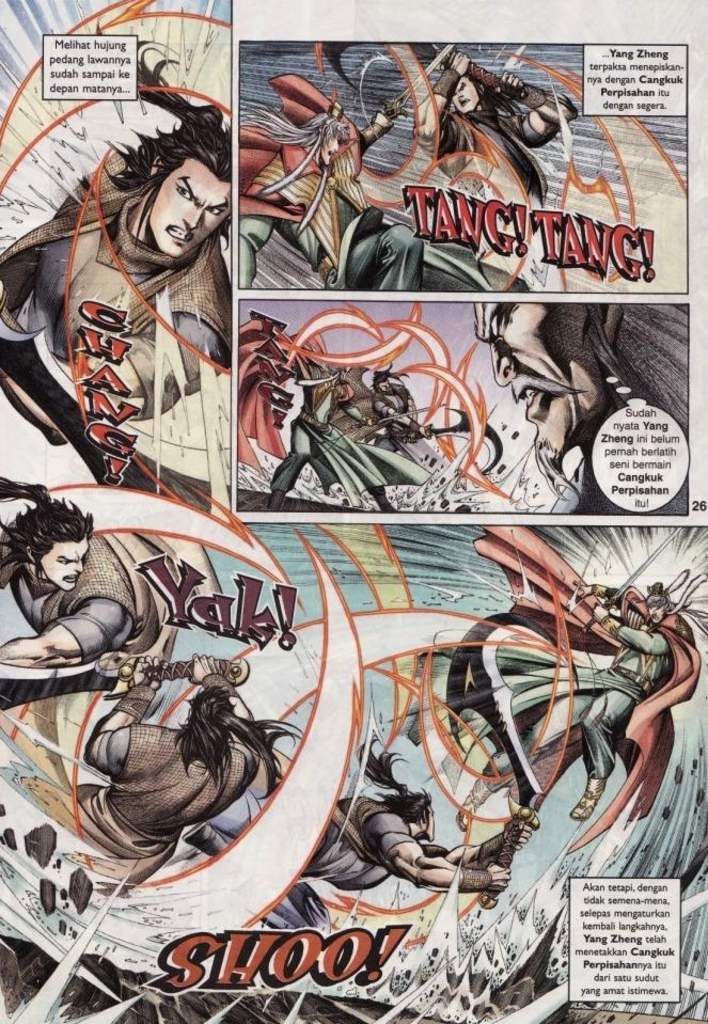 Melihat hujung
pedang lawannya
sudah sampai ke
depan matanya...
CHANG!
...Yang Zheng
terpaksa menepiskan-
nya dengan Cangkuk
Perpisahan itu
dengan segera.
TANG! TANG!
KANG!
Sudah
nyata Yang
Zheng ini belum
pernah berlatih
seni bermain
Cangkuk
Perpisahan
itu!
26
Yak!
SHOO!
Akan tetapi, dengan
tidak semena-mena,
selepas mengaturkan
kembali langkahnya,
Yang Zheng telah
menetakkan Cangkuk
Perpisahannya itu
dari satu sudut
yang amat istimewa.